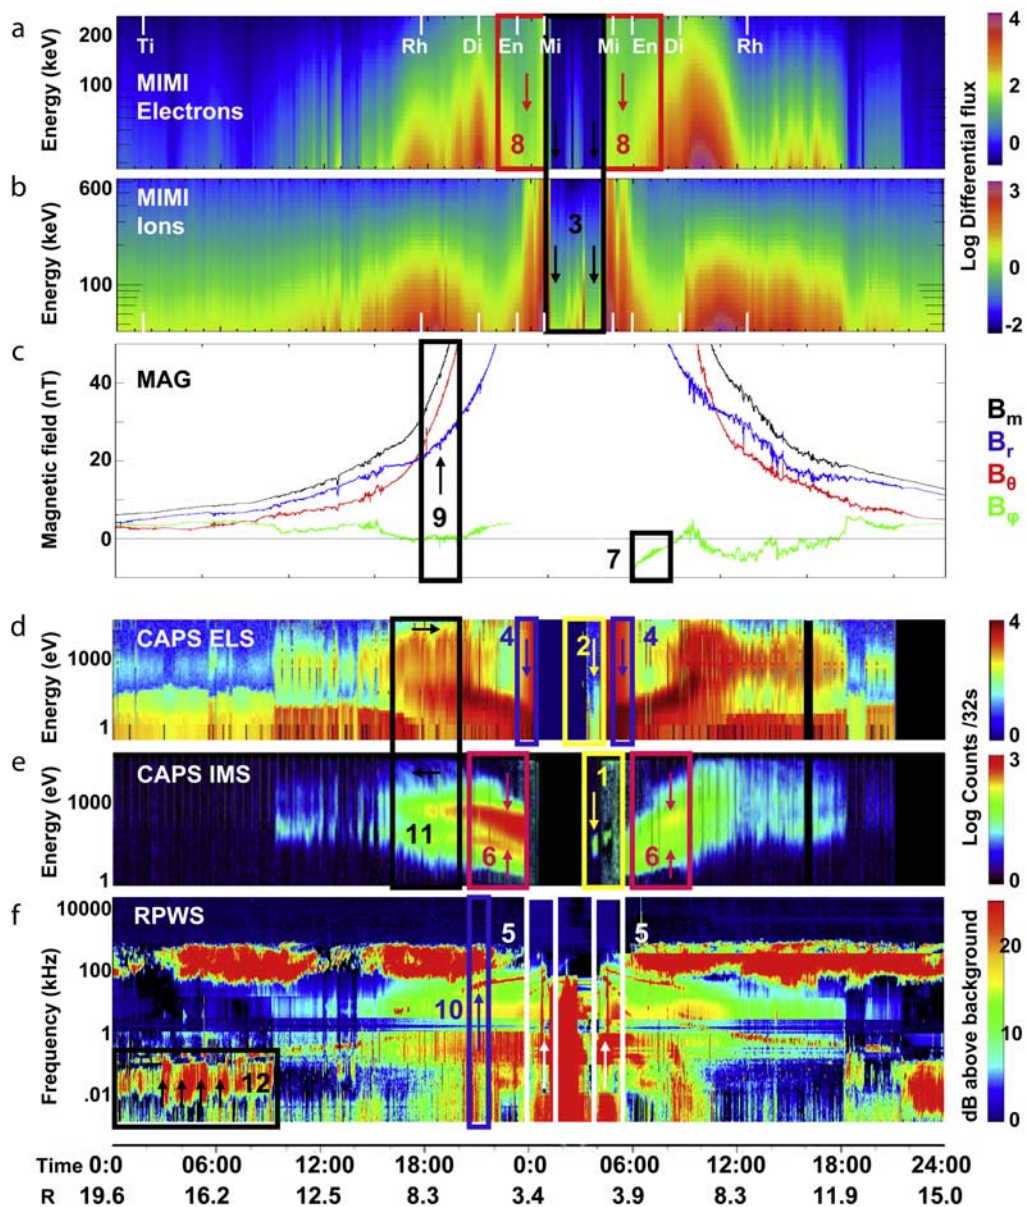 a
200
100
Energy (keV)
Ti
Rh
Di
En
Mi
Mi
En
Di
Rh
MIMI
Electrons
8
8
4
2
0
Log Differential flux
b
600
100
Energy (keV)
MIMI
Ions
3
3
2
0
-2
c
MAG
40
20
0
Magnetic field (nT)
9
7
Bm
Br
Bθ
Bφ
d
CAPS ELS
1000
1
Energy (eV)
4
2
4
4
2
0
Log Counts /32s
e
CAPS IMS
1000
1
Energy (eV)
11
6
1
6
3
2
0
f
RPWS
10000
100
1
.01
Frequency (kHz)
5
5
10
12
20
10
0
dB above background
Time 0:0 06:00 12:00 18:00 0:00 06:00 12:00 18:00 24:00
R 19.6 16.2 12.5 8.3 3.4 3.9 8.3 11.9 15.0